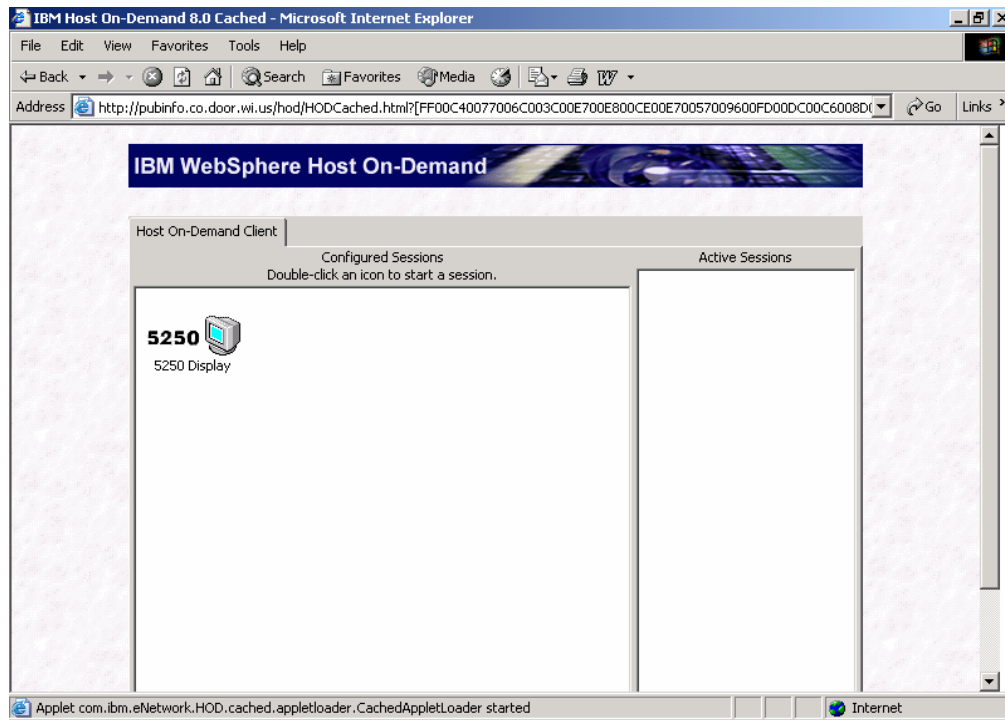 IBM Host On-Demand 8.0 Cached - Microsoft Internet Explorer
File Edit View Favorites Tools Help
Back Search Favorites Media
Address http://pubinfo.co.door.wi.us/hod/HODCached.html?[FF00C40077006C003C00E700E800CE00E70057009600FD00DC00C6008D( Go Links »
IBM WebSphere Host On-Demand
Host On-Demand Client
Configured Sessions Active Sessions
Double-click an icon to start a session.
5250
5250 Display
Applet com.ibm.eNetwork.HOD.cached.appletloader.CachedAppletLoader started Internet